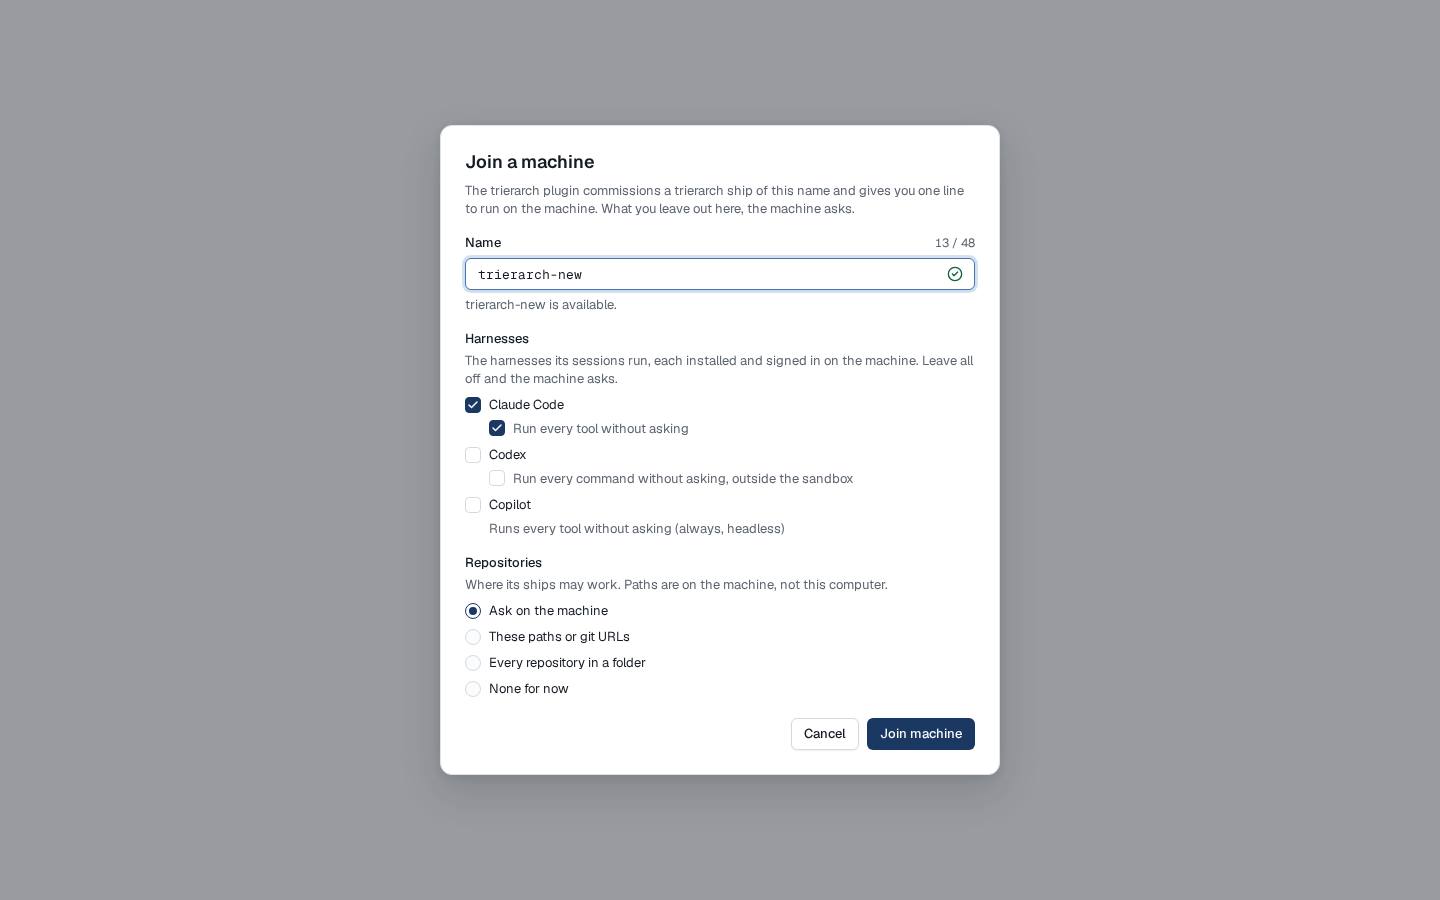 Join a machine
The trierarch plugin commissions a trierarch ship of this name and gives you one line
to run on the machine. What you leave out here, the machine asks.
Name
13 / 48
trierarch-new
trierarch-new is available.
Harnesses
The harnesses its sessions run, each installed and signed in on the machine. Leave all
off and the machine asks.
Claude Code
Run every tool without asking
Codex
Run every command without asking, outside the sandbox
Copilot
Runs every tool without asking (always, headless)
Repositories
Where its ships may work. Paths are on the machine, not this computer.
Ask on the machine
These paths or git URLs
Every repository in a folder
None for now
Cancel
Join machine